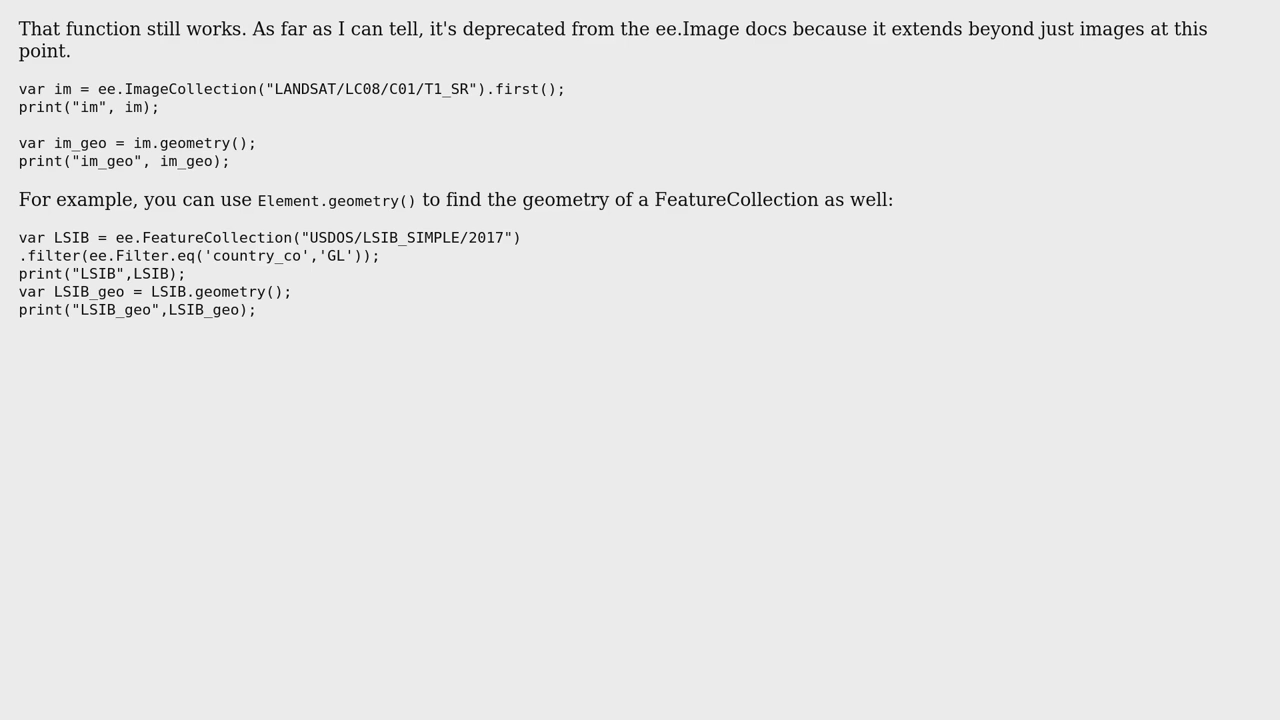 That function still works. As far as I can tell, it's deprecated from the ee.Image docs because it extends beyond just images at this
point.
var im = ee.ImageCollection("LANDSAT/LC08/C01/T1_SR").first();
print("im", im);
var im_geo = im.geometry();
print("im_geo", im_geo);
For example, you can use Element.geometry() to find the geometry of a FeatureCollection as well:
var LSIB = ee.FeatureCollection("USDOS/LSIB_SIMPLE/2017")
.filter(ee.Filter.eq('country_co','GL'));
print("LSIB",LSIB);
var LSIB_geo = LSIB.geometry();
print("LSIB_geo",LSIB_geo);